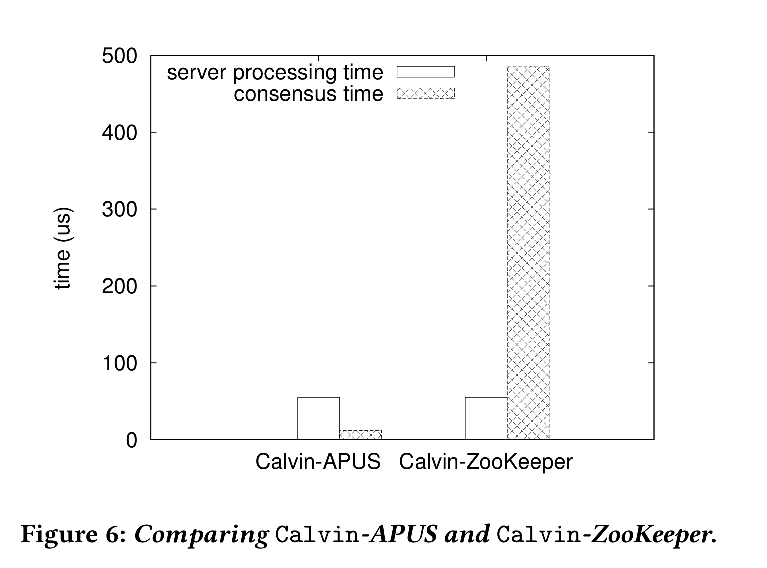 500
server processing time
consensus time
400
300
time (us)
200
100
0
Calvin-APUS Calvin-ZooKeeper
Figure 6: Comparing Calvin-APUS and Calvin-ZooKeeper.